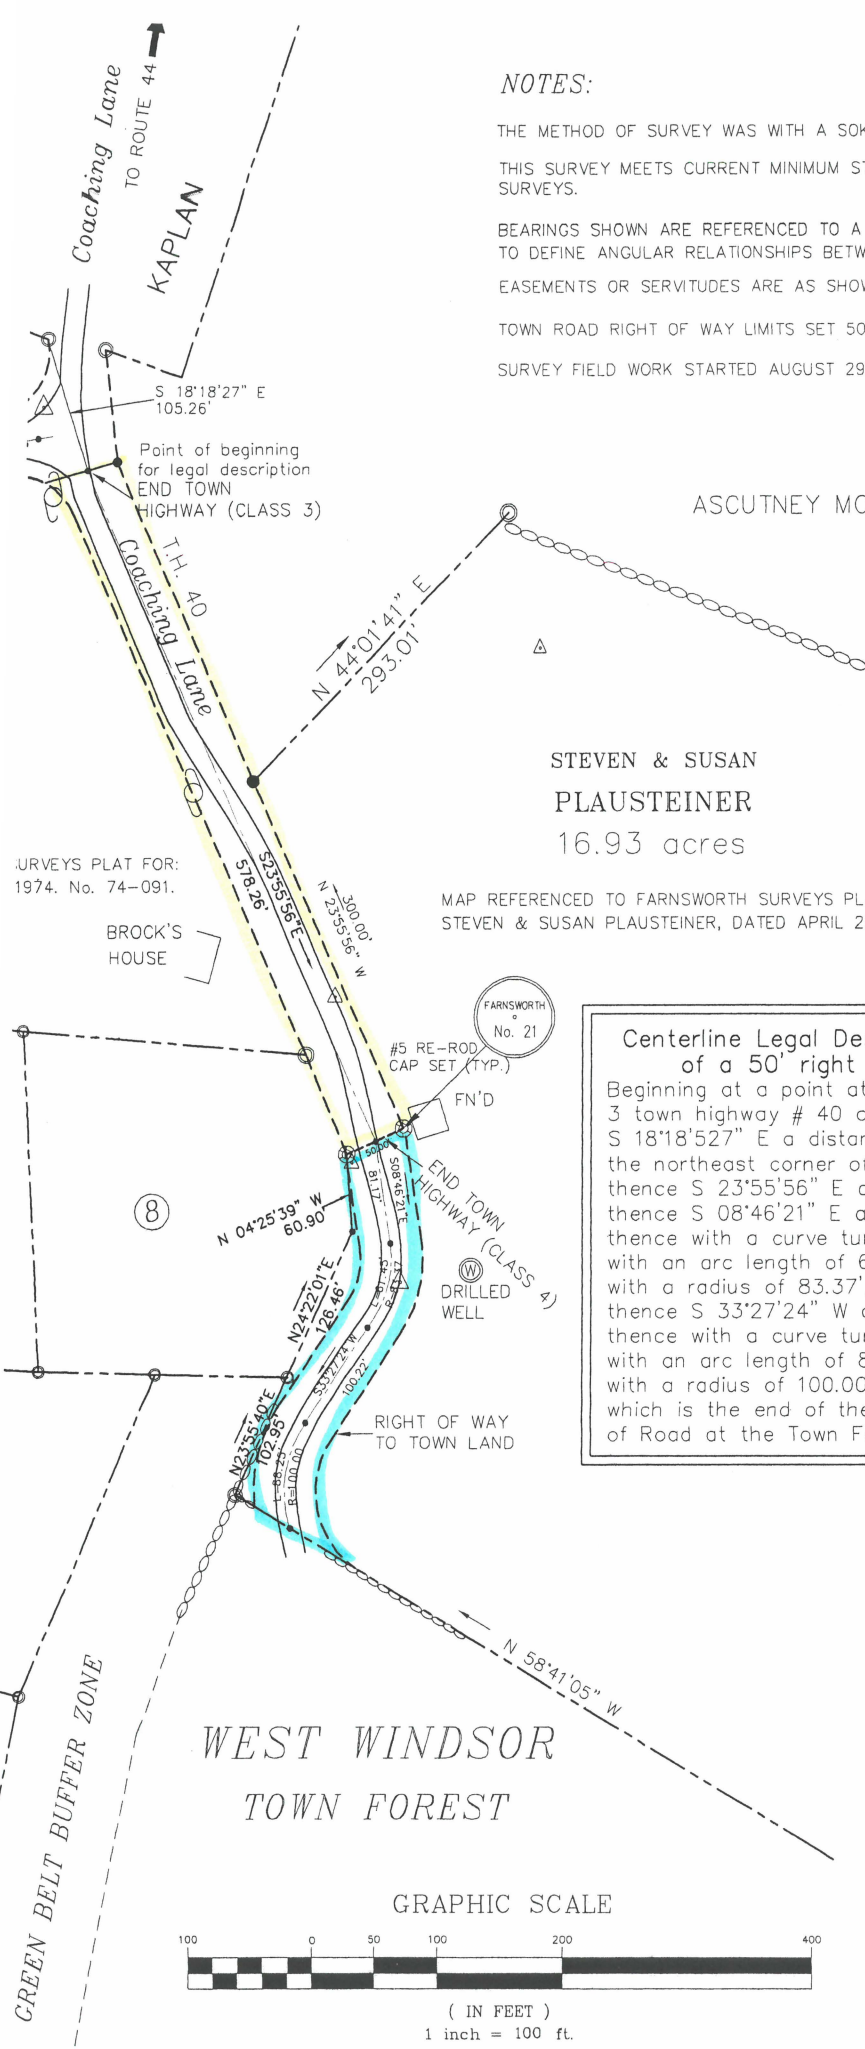 Coaching Lane
TO ROUTE 44
KAPLAN
NOTES:
THE METHOD OF SURVEY WAS WITH A SOK
THIS SURVEY MEETS CURRENT MINIMUM ST
SURVEYS.
BEARINGS SHOWN ARE REFERENCED TO A
TO DEFINE ANGULAR RELATIONSHIPS BETW
EASEMENTS OR SERVITUDES ARE AS SHOW
TOWN ROAD RIGHT OF WAY LIMITS SET 50
SURVEY FIELD WORK STARTED AUGUST 29
S 18°18'27" E
105.26'
Point of beginning
for legal description
END TOWN
HIGHWAY (CLASS 3)
ASCUTNEY MO
T.H. 40
Coaching Lane
N 44°01'41" E
293.01'
STEVEN & SUSAN
PLAUSTEINER
16.93 acres
URVEYS PLAT FOR:
1974. No. 74-091.
S23°55'56"E
578.26'
300.00'
N 23°55'56" W
MAP REFERENCED TO FARNSWORTH SURVEYS PL
STEVEN & SUSAN PLAUSTEINER, DATED APRIL 2
BROCK'S
HOUSE
FARNSWORTH
No. 21
#5 RE-ROD
CAP SET (TYP.)
FN'D
Centerline Legal De
of a 50' right
Beginning at a point at
3 town highway # 40 o
S 18°18'527" E a distan
the northeast corner of
thence S 23°55'56" E a
thence S 08°46'21" E a
thence with a curve tur
with an arc length of 6
with a radius of 83.37'
thence S 33°27'24" W a
thence with a curve tur
with an arc length of 8
with a radius of 100.00
which is the end of the
of Road at the Town F
50.00'
END TOWN
HIGHWAY (CLASS 4)
S08°46'21"E
81.17'
8
N 04°25'39" W
60.90'
W
DRILLED
WELL
L=61.45'
N24°22'01"E
126.46'
S33°27'24"W
100.22'
RIGHT OF WAY
TO TOWN LAND
N23°55'40"E
102.95'
L=88.25'
R=100.00
N 58°41'05" W
WEST WINDSOR
TOWN FOREST
GREEN BELT BUFFER ZONE
GRAPHIC SCALE
100 0 50 100 200 400
( IN FEET )
1 inch = 100 ft.